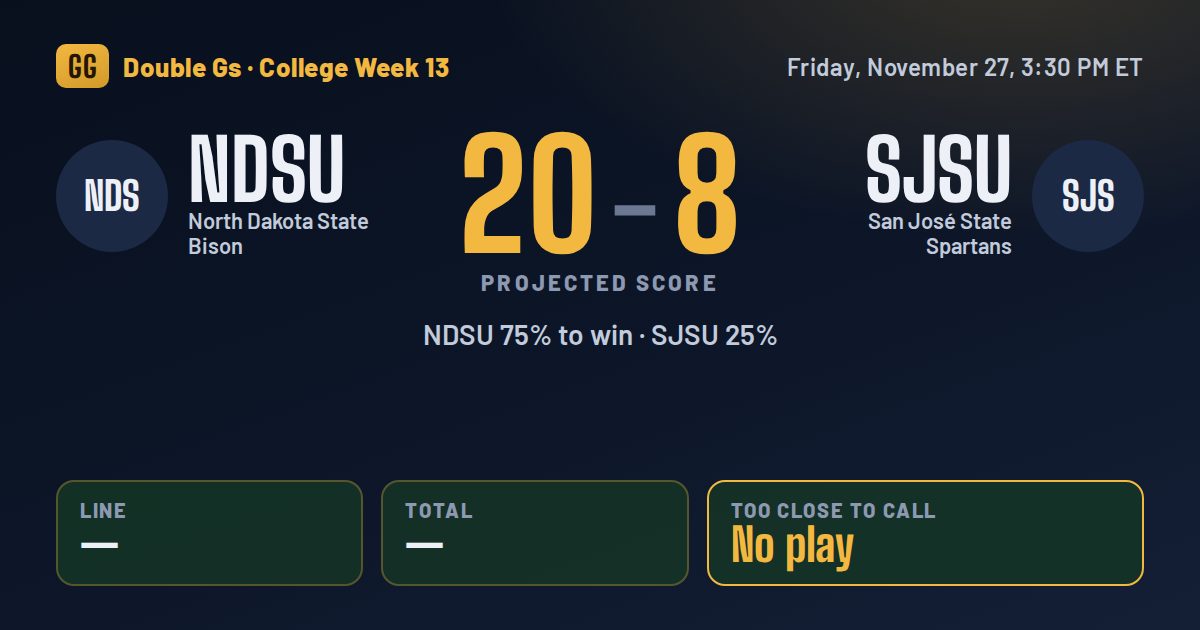 GG
Double Gs · College Week 13
Friday, November 27, 3:30 PM ET
NDS
NDSU
North Dakota State
Bison
20 – 8
PROJECTED SCORE
NDSU 75% to win · SJSU 25%
SJSU
San José State
Spartans
SJS
LINE
—
TOTAL
—
TOO CLOSE TO CALL
No play